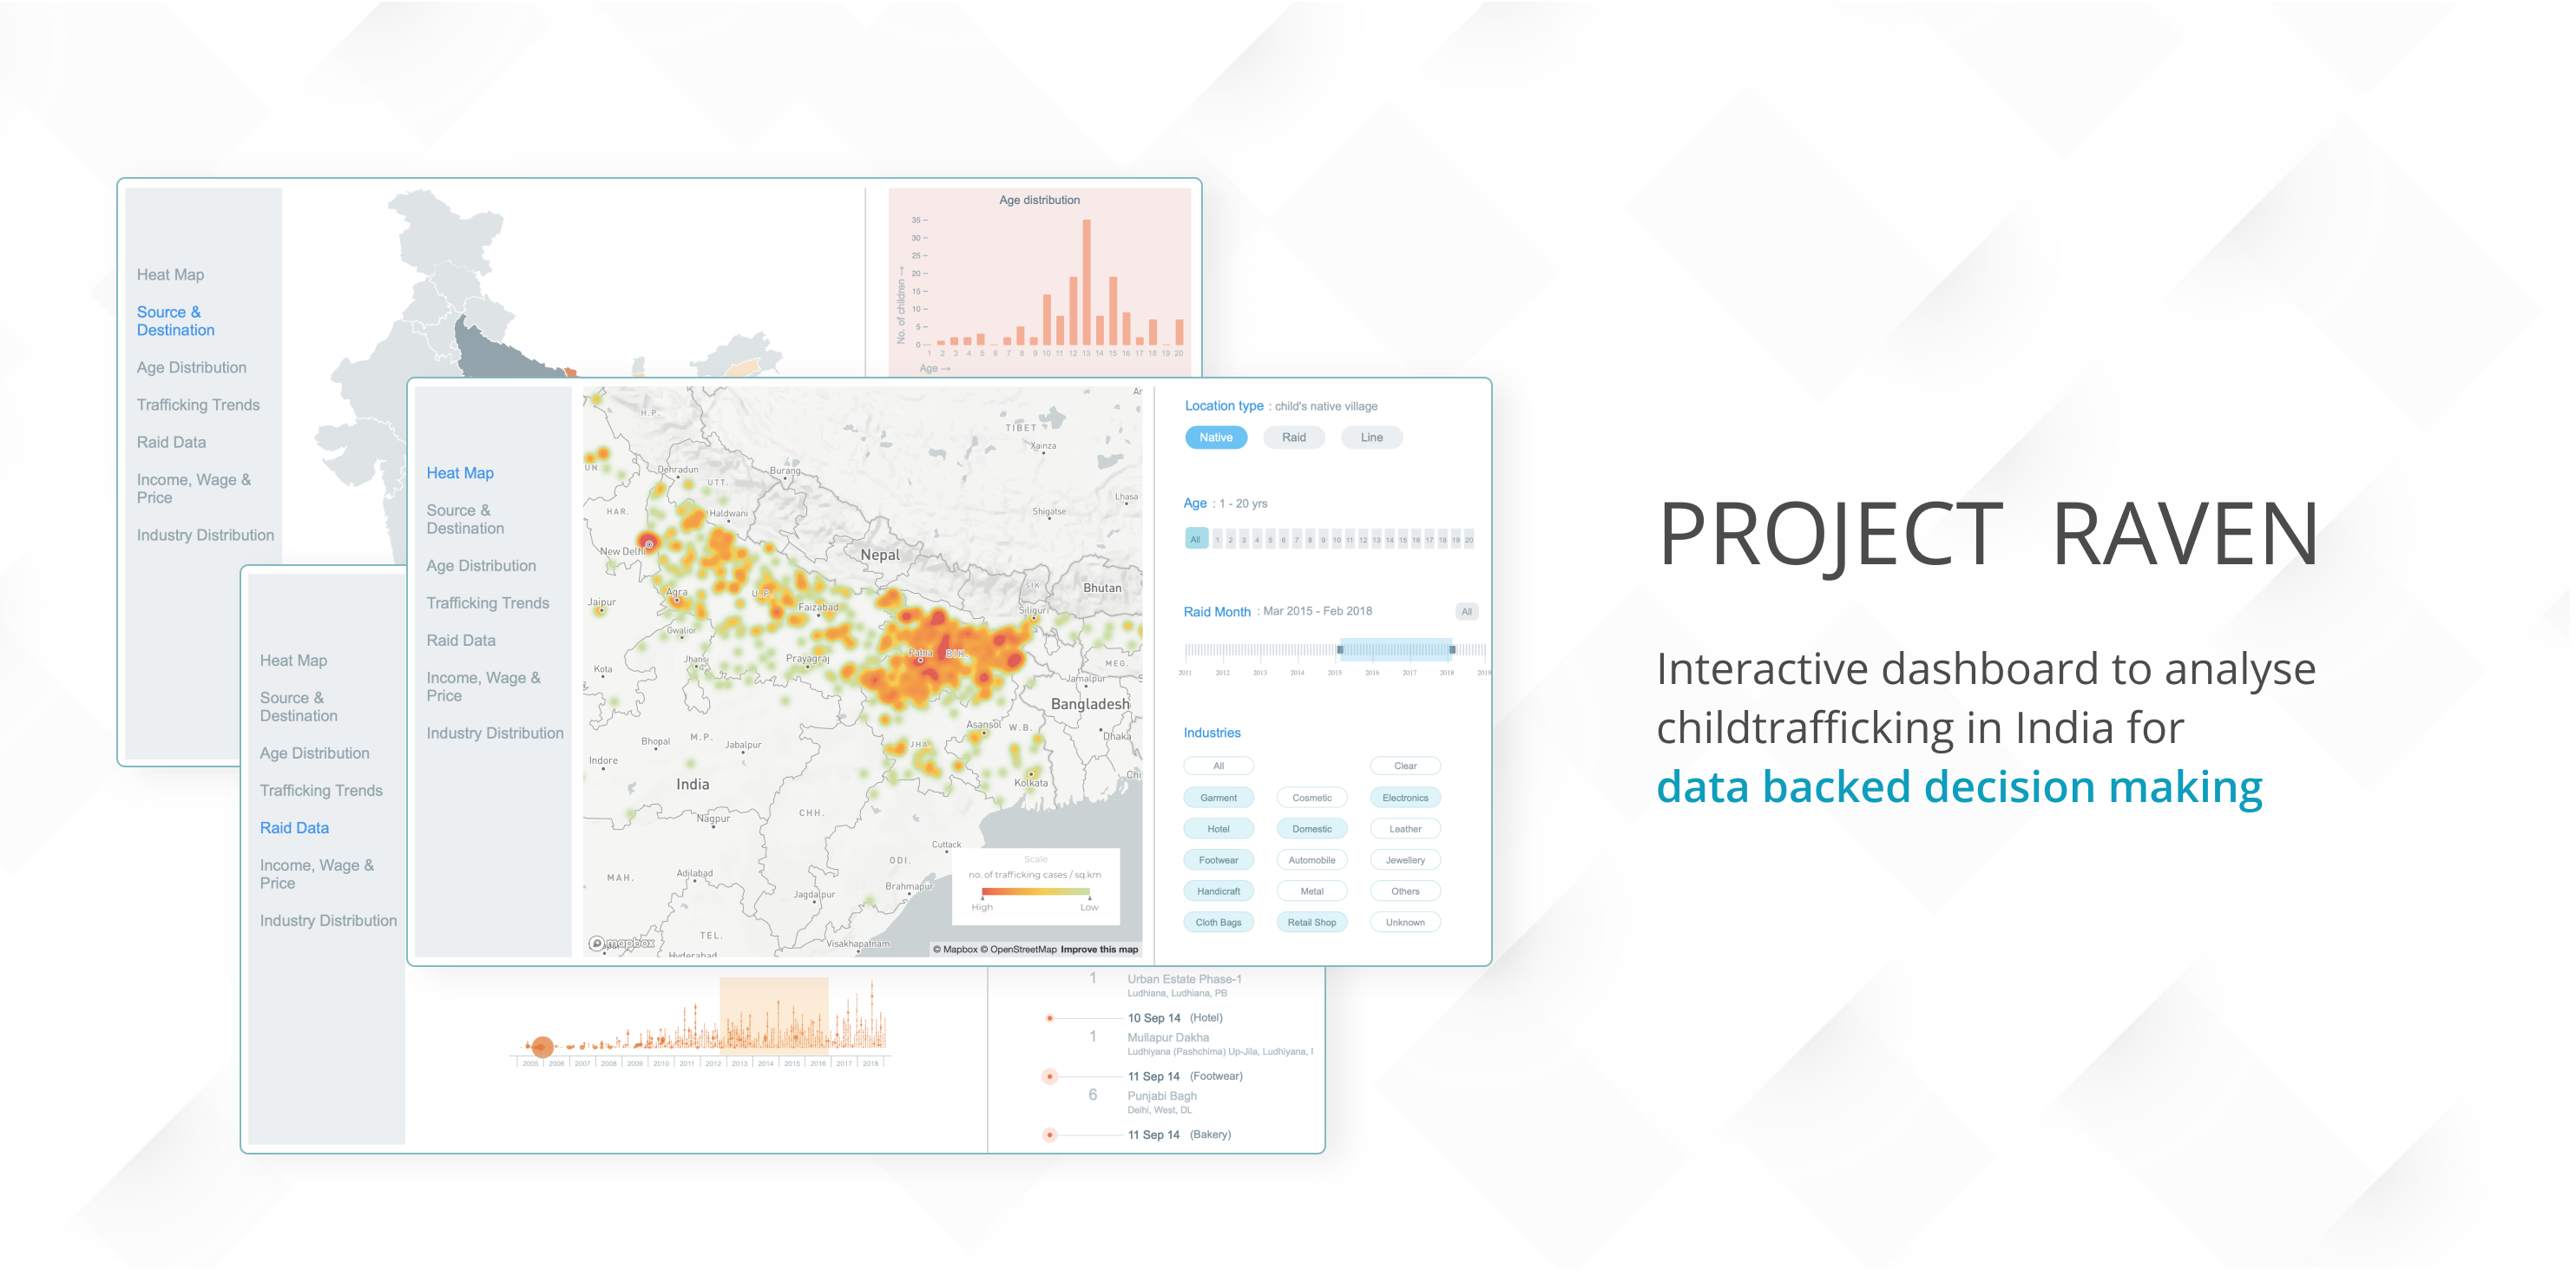 Heat Map
Source &
Destination
Age Distribution
Trafficking Trends
Raid Data
Income, Wage &
Price
Industry Distribution
Age distribution
No. of children →
35
30
25
20
15
10
5
0
1 2 3 4 5 6 7 8 9 10 11 12 13 14 15 16 17 18 19 20
Age →
Heat Map
Source &
Destination
Age Distribution
Trafficking Trends
Raid Data
Income, Wage &
Price
Industry Distribution
H.P.
TIBET
Xainza
UN.
Dehradun
Burang
UTT.
Lhasa
HAR.
Haldwani
Shigatse
New Delhi
Nepal
SIK.
Bhutan
Jaipur
Agra
U.P.
Faizabad
Siliguri
Gwalior
Patna
BIH.
Kota
Jhansi
Prayagraj
MEG.
Jamalpur
Bangladesh
Asansol
W.B.
Dhaka
Bhopal
M.P.
Jabalpur
JHA.
Indore
India
Kolkata
Chi
Nagpur
CHH.
Cuttack
ODI.
MAH.
Adilabad
Jagdalpur
Brahmapur
TEL.
Visakhapatnam
Hyderabad
mapbox
Scale
no. of trafficking cases / sq.km
High Low
© Mapbox © OpenStreetMap Improve this map
Location type : child's native village
Native Raid Line
Age : 1 - 20 yrs
All 1 2 3 4 5 6 7 8 9 10 11 12 13 14 15 16 17 18 19 20
Raid Month : Mar 2015 - Feb 2018 All
2011 2012 2013 2014 2015 2016 2017 2018 2019
Industries
All Clear
Garment Cosmetic Electronics
Hotel Domestic Leather
Footwear Automobile Jewellery
Handicraft Metal Others
Cloth Bags Retail Shop Unknown
Heat Map
Source &
Destination
Age Distribution
Trafficking Trends
Raid Data
Income, Wage &
Price
Industry Distribution
2005 2006 2007 2008 2009 2010 2011 2012 2013 2014 2015 2016 2017 2018
1 Urban Estate Phase-1
Ludhiana, Ludhiana, PB
10 Sep 14 (Hotel)
1 Mullapur Dakha
Ludhiyana (Pashchima) Up-Jila, Ludhiyana,
11 Sep 14 (Footwear)
6 Punjabi Bagh
Delhi, West, DL
11 Sep 14 (Bakery)
PROJECT RAVEN
Interactive dashboard to analyse
childtrafficking in India for
data backed decision making